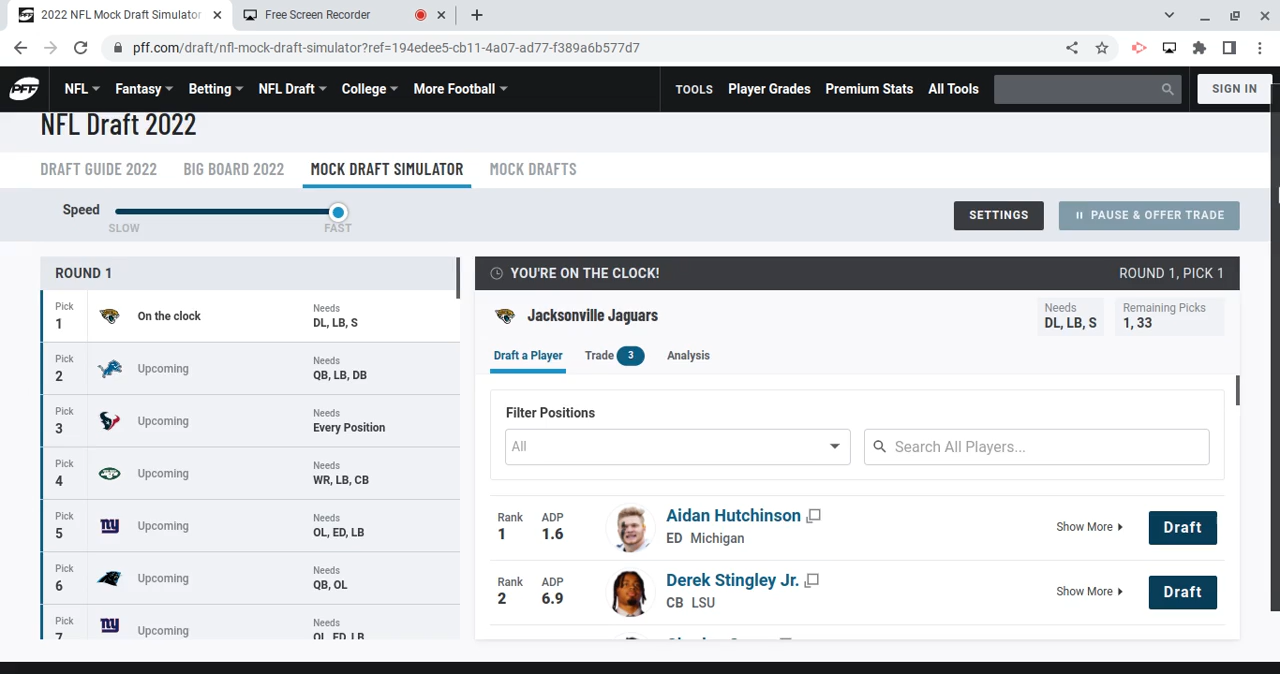 2022 NFL Mock Draft Simulator
Free Screen Recorder
pff.com/draft/nfl-mock-draft-simulator?ref=194edee5-cb11-4a07-ad77-f389a6b577d7
PFF
NFL
Fantasy
Betting
NFL Draft
College
More Football
TOOLS
Player Grades
Premium Stats
All Tools
SIGN IN
NFL Draft 2022
DRAFT GUIDE 2022
BIG BOARD 2022
MOCK DRAFT SIMULATOR
MOCK DRAFTS
Speed
SLOW
FAST
SETTINGS
PAUSE & OFFER TRADE
ROUND 1
Pick
1
On the clock
Needs
DL, LB, S
Pick
2
Upcoming
Needs
QB, LB, DB
Pick
3
Upcoming
Needs
Every Position
Pick
4
Upcoming
Needs
WR, LB, CB
Pick
5
Upcoming
Needs
OL, ED, LB
Pick
6
Upcoming
Needs
QB, OL
Pick
7
Upcoming
Needs
OL, ED, LB
YOU'RE ON THE CLOCK!
ROUND 1, PICK 1
Jacksonville Jaguars
Needs
DL, LB, S
Remaining Picks
1, 33
Draft a Player
Trade 3
Analysis
Filter Positions
All
Search All Players...
Rank
1
ADP
1.6
Aidan Hutchinson
ED Michigan
Show More
Draft
Rank
2
ADP
6.9
Derek Stingley Jr.
CB LSU
Show More
Draft